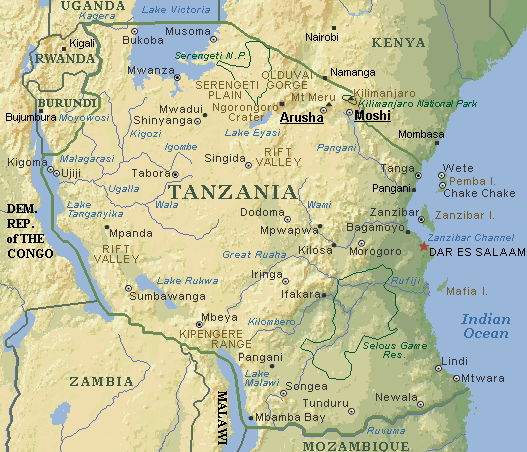 UGANDA
Kagera
Lake Victoria
Bukoba
Musoma
Nairobi
KENYA
Kigali
RWANDA
Serengeti N.P.
Mwanza
SERENGETI
PLAIN
OLDUVAI
GORGE
Namanga
Kilimanjaro
Kilimanjaro National Park
BURUNDI
Bujumbura
Moyowosi
Mwadui
Shinyanga
Ngorongoro
Crater
Mt Meru
Arusha
Moshi
Kigozi
Lake Eyasi
Mombasa
Igombe
Pangani
Kigoma
Ujiji
Malagarasi
Tabora
Singida
RIFT
VALLEY
Tanga
Wete
Pemba I.
Chake Chake
Ugalla
Wala
TANZANIA
Pangani
DEM.
REP.
of THE
CONGO
Lake
Tanganyika
Dodoma
Wami
Zanzibar
Zanzibar I.
Bagamoyo
Mpanda
Mpwapwa
Kilosa
Morogoro
Zanzibar Channel
DAR ES SALAAM
RIFT
VALLEY
Great Ruaha
Lake Rukwa
Iringa
Rufiji
Sumbawanga
Ifakara
Mafia I.
Mbeya
Kilombero
KIPENGERE
RANGE
Indian
Ocean
Selous Game
Res.
Pangani
Lake
Malawi
Lindi
Mtwara
ZAMBIA
Songea
Newala
Tunduru
MALAWI
Mbamba Bay
Ruvuma
MOZAMBIQUE